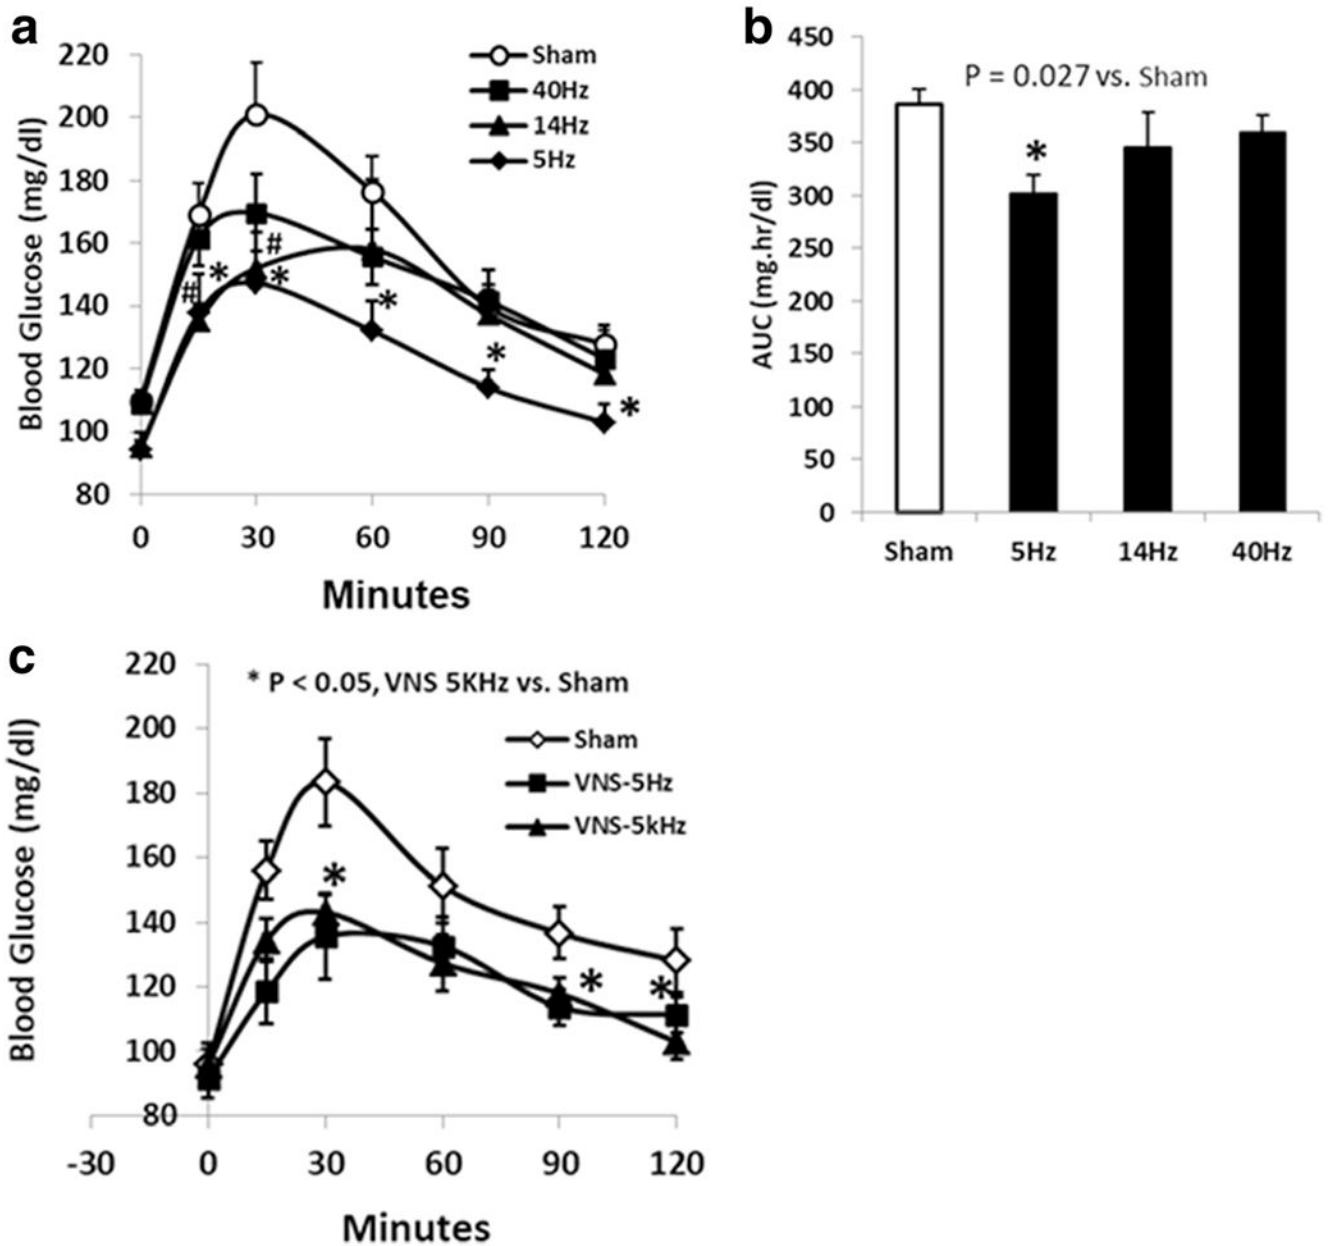 a
220
200
180
160
140
120
100
80
Blood Glucose (mg/dl)
Sham
40Hz
14Hz
5Hz
# *
# *
*
*
*
0 30 60 90 120
Minutes
b
450
400
350
300
250
200
150
100
50
0
AUC (mg.hr/dl)
P = 0.027 vs. Sham
*
Sham 5Hz 14Hz 40Hz
c
220
200
180
160
140
120
100
80
Blood Glucose (mg/dl)
* P < 0.05, VNS 5KHz vs. Sham
Sham
VNS-5Hz
VNS-5kHz
*
* *
-30 0 30 60 90 120
Minutes